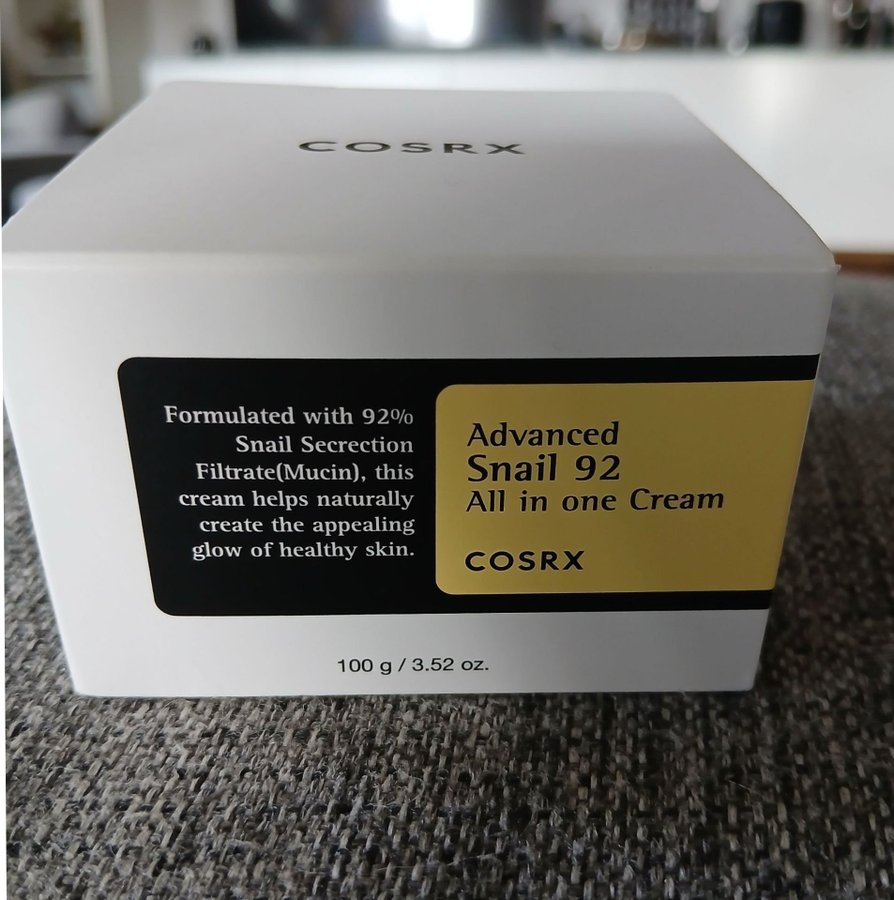 COSRX
Formulated with 92%
Snail Secrection
Filtrate(Mucin), this
cream helps naturally
create the appealing
glow of healthy skin.
Advanced
Snail 92
All in one Cream
COSRX
100 g / 3.52 oz.